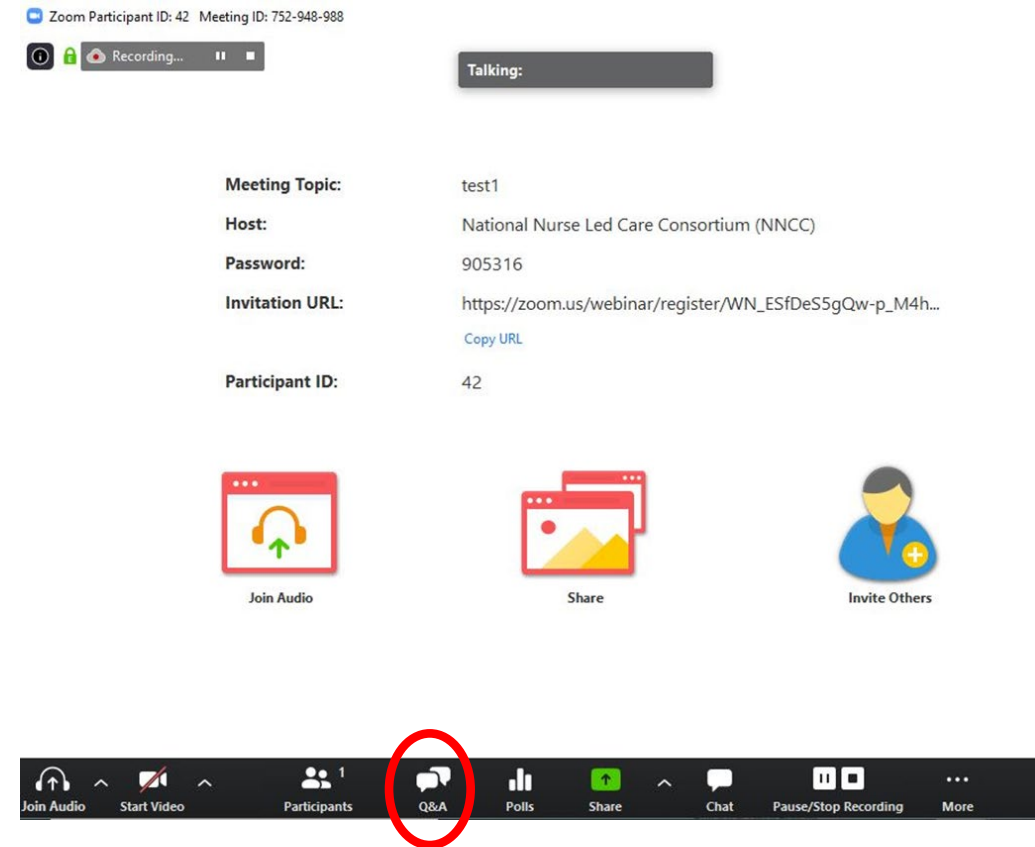 Zoom Participant ID: 42 Meeting ID: 752-948-988
Recording...
Talking:
Meeting Topic: test1
Host: National Nurse Led Care Consortium (NNCC)
Password: 905316
Invitation URL: https://zoom.us/webinar/register/WN_ESfDeS5gQw-p_M4h...
Copy URL
Participant ID: 42
Join Audio Share Invite Others
1
Join Audio Start Video Participants Q&A Polls Share Chat Pause/Stop Recording More